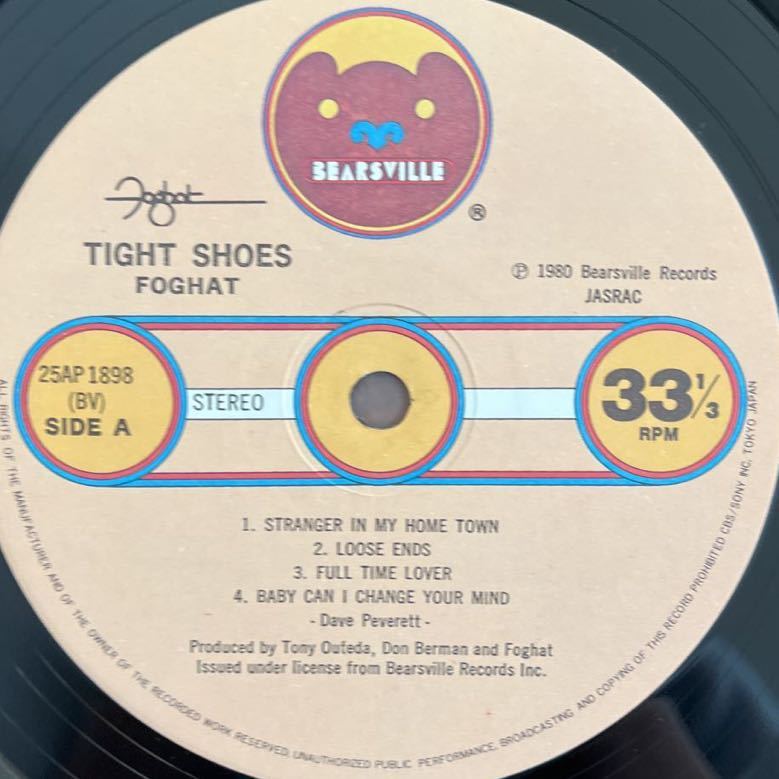 BEARSVILLE
®
Foghat
TIGHT SHOES
FOGHAT
℗ 1980 Bearsville Records
JASRAC
25AP 1898
(BV)
SIDE A
STEREO
33 1/3
RPM
1. STRANGER IN MY HOME TOWN
2. LOOSE ENDS
3. FULL TIME LOVER
4. BABY CAN I CHANGE YOUR MIND
- Dave Peverett -
Produced by Tony Outeda, Don Berman and Foghat
Issued under license from Bearsville Records Inc.
ALL RIGHTS OF THE MANUFACTURER AND OF THE OWNER OF THE RECORDED WORK RESERVED, UNAUTHORIZED PUBLIC PERFORMANCE, BROADCASTING AND COPYING OF THIS RECORD PROHIBITED CBS/SONY INC. TOKYO JAPAN